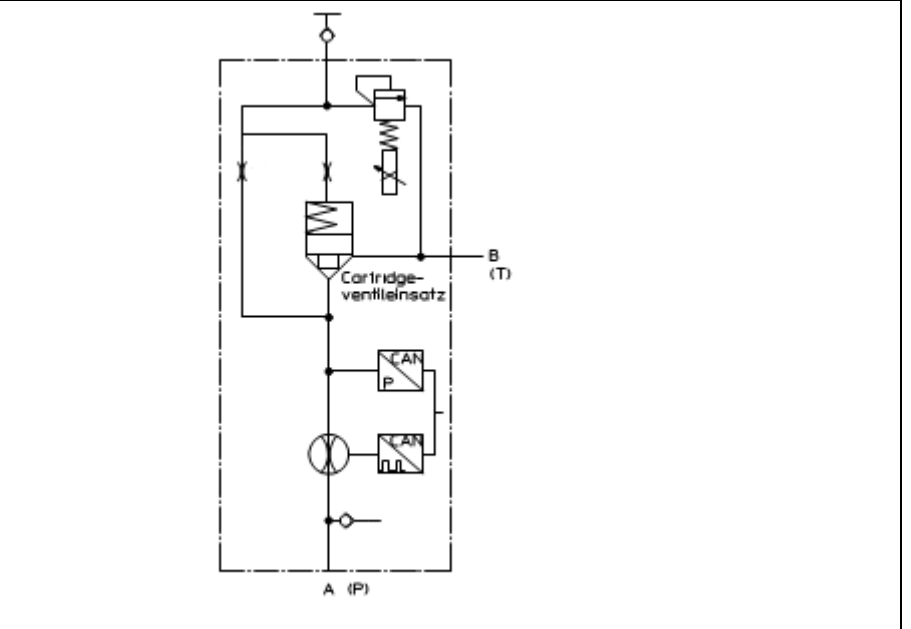 B
(T)
Cartridge-
ventileinsatz
CAN
P
CAN
A (P)